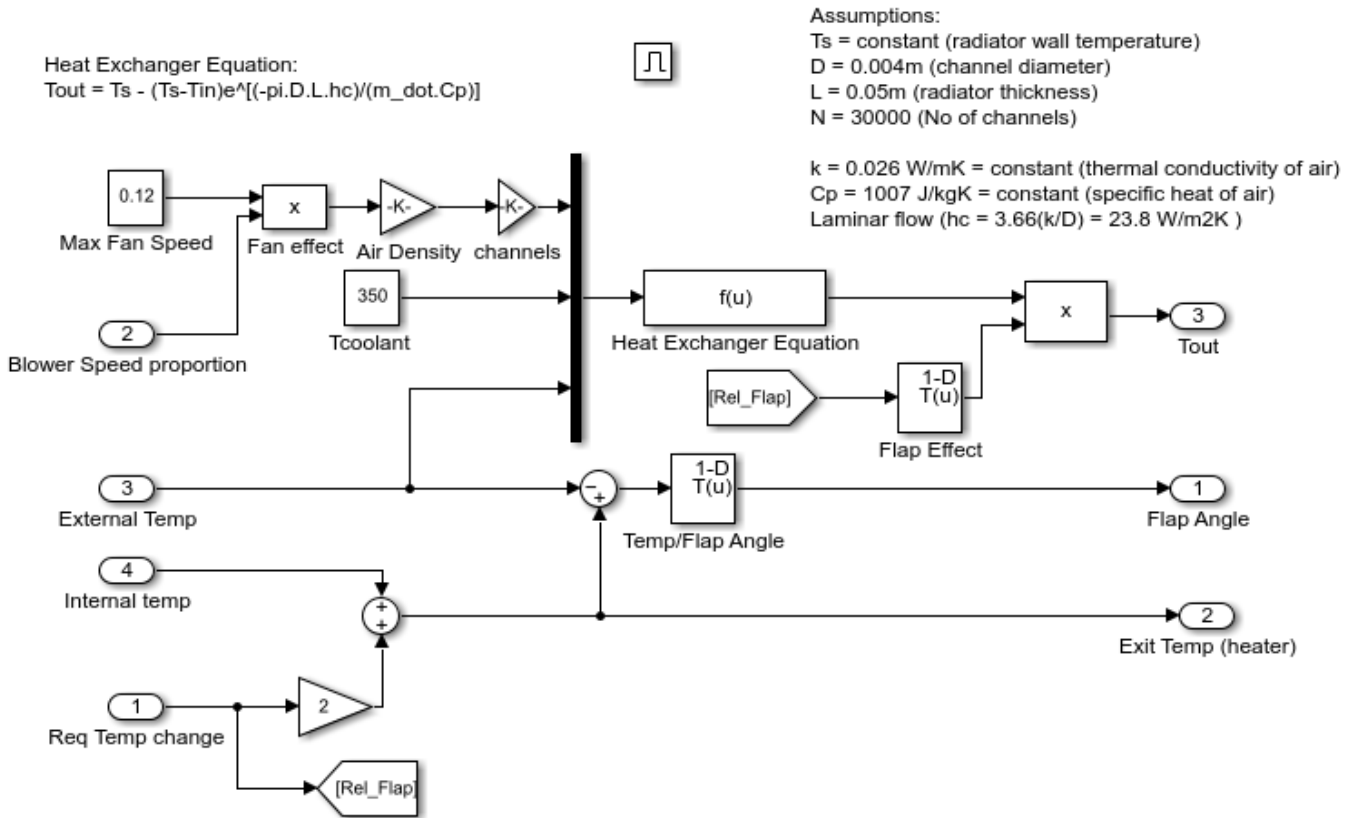 Heat Exchanger Equation:
Tout = Ts - (Ts-Tin)e^[(-pi.D.L.hc)/(m_dot.Cp)]
Assumptions:
Ts = constant (radiator wall temperature)
D = 0.004m (channel diameter)
L = 0.05m (radiator thickness)
N = 30000 (No of channels)
k = 0.026 W/mK = constant (thermal conductivity of air)
Cp = 1007 J/kgK = constant (specific heat of air)
Laminar flow (hc = 3.66(k/D) = 23.8 W/m2K )
0.12
Max Fan Speed
x
Fan effect
-K-
Air Density
-K-
channels
2
Blower Speed proportion
350
Tcoolant
f(u)
Heat Exchanger Equation
x
3
Tout
[Rel_Flap]
1-D
T(u)
Flap Effect
3
External Temp
−
+
1-D
T(u)
Temp/Flap Angle
1
Flap Angle
4
Internal temp
+
+
2
Exit Temp (heater)
1
Req Temp change
2
[Rel_Flap]